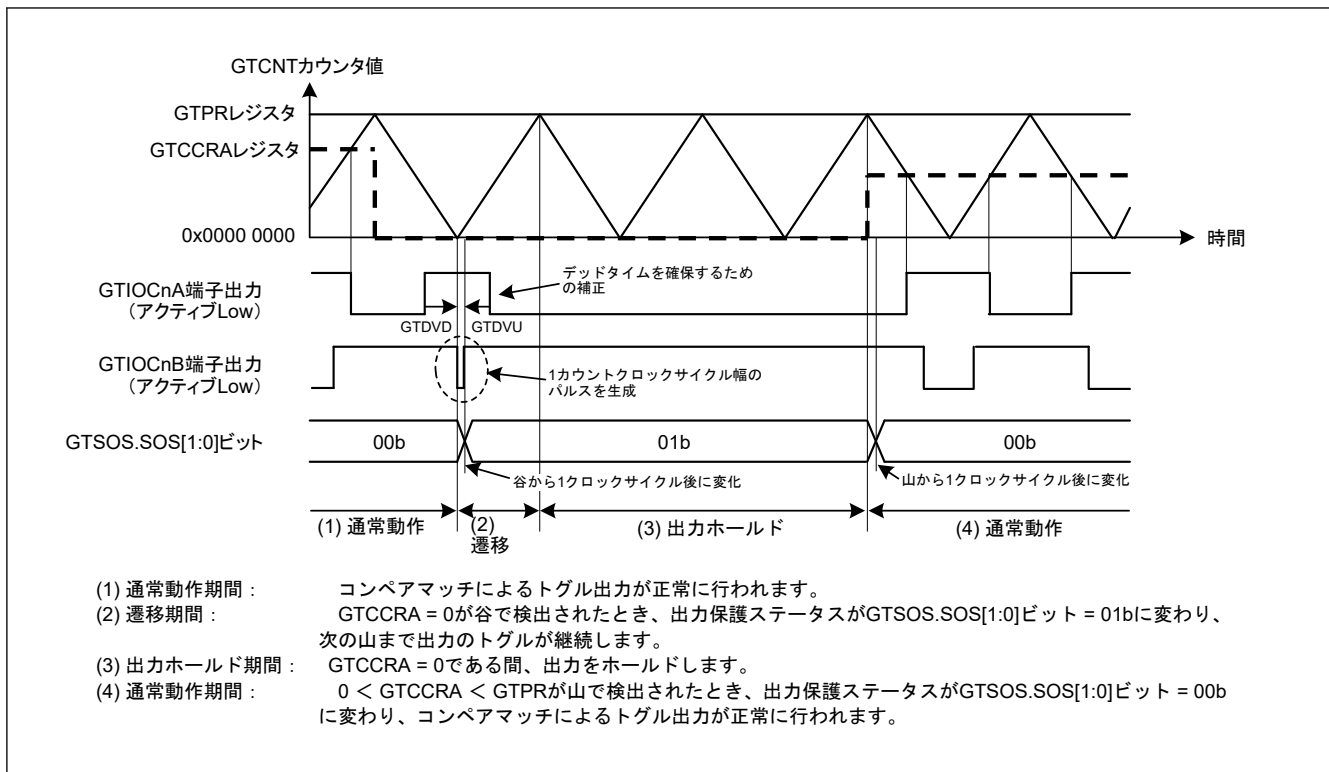 GTCNTカウンタ値
GTPRレジスタ
GTCCRAレジスタ
0x0000 0000
時間
GTIOCnA端子出力
（アクティブLow）
デッドタイムを確保するため
の補正
GTDVD
GTDVU
GTIOCnB端子出力
（アクティブLow）
1カウントクロックサイクル幅の
パルスを生成
GTSOS.SOS[1:0]ビット
00b
01b
00b
谷から1クロックサイクル後に変化
山から1クロックサイクル後に変化
(1) 通常動作
(2)
遷移
(3) 出力ホールド
(4) 通常動作
(1) 通常動作期間： コンペアマッチによるトグル出力が正常に行われます。
(2) 遷移期間： GTCCRA = 0が谷で検出されたとき、出力保護ステータスがGTSOS.SOS[1:0]ビット = 01bに変わり、
次の山まで出力のトグルが継続します。
(3) 出力ホールド期間： GTCCRA = 0である間、出力をホールドします。
(4) 通常動作期間： 0 ＜ GTCCRA ＜ GTPRが山で検出されたとき、出力保護ステータスがGTSOS.SOS[1:0]ビット = 00b
に変わり、コンペアマッチによるトグル出力が正常に行われます。